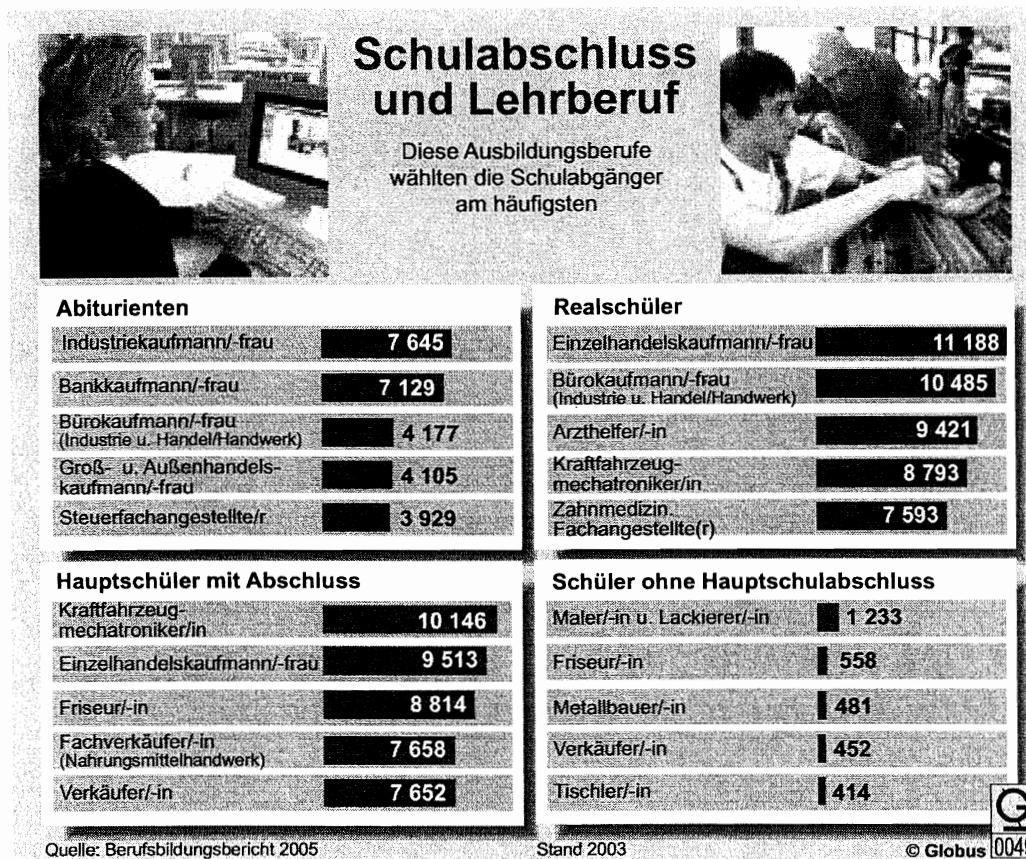 Schulabschluss
und Lehrberuf
Diese Ausbildungsberufe
wählten die Schulabgänger
am häufigsten
Abiturienten
Industriekaufmann/-frau 7 645
Bankkaufmann/-frau 7 129
Bürokaufmann/-frau
(Industrie u. Handel/Handwerk) 4 177
Groß- u. Außenhandels-
kaufmann/-frau 4 105
Steuerfachangestellte/r 3 929
Realschüler
Einzelhandelskaufmann/-frau 11 188
Bürokaufmann/-frau
(Industrie u. Handel/Handwerk) 10 485
Arzthelfer/-in 9 421
Kraftfahrzeug-
mechatroniker/in 8 793
Zahnmedizin.
Fachangestellte(r) 7 593
Hauptschüler mit Abschluss
Kraftfahrzeug-
mechatroniker/in 10 146
Einzelhandelskaufmann/-frau 9 513
Friseur/-in 8 814
Fachverkäufer/-in
(Nahrungsmittelhandwerk) 7 658
Verkäufer/-in 7 652
Schüler ohne Hauptschulabschluss
Maler/-in u. Lackierer/-in 1 233
Friseur/-in 558
Metallbauer/-in 481
Verkäufer/-in 452
Tischler/-in 414
Quelle: Berufsbildungsbericht 2005
Stand 2003
© Globus
G
004